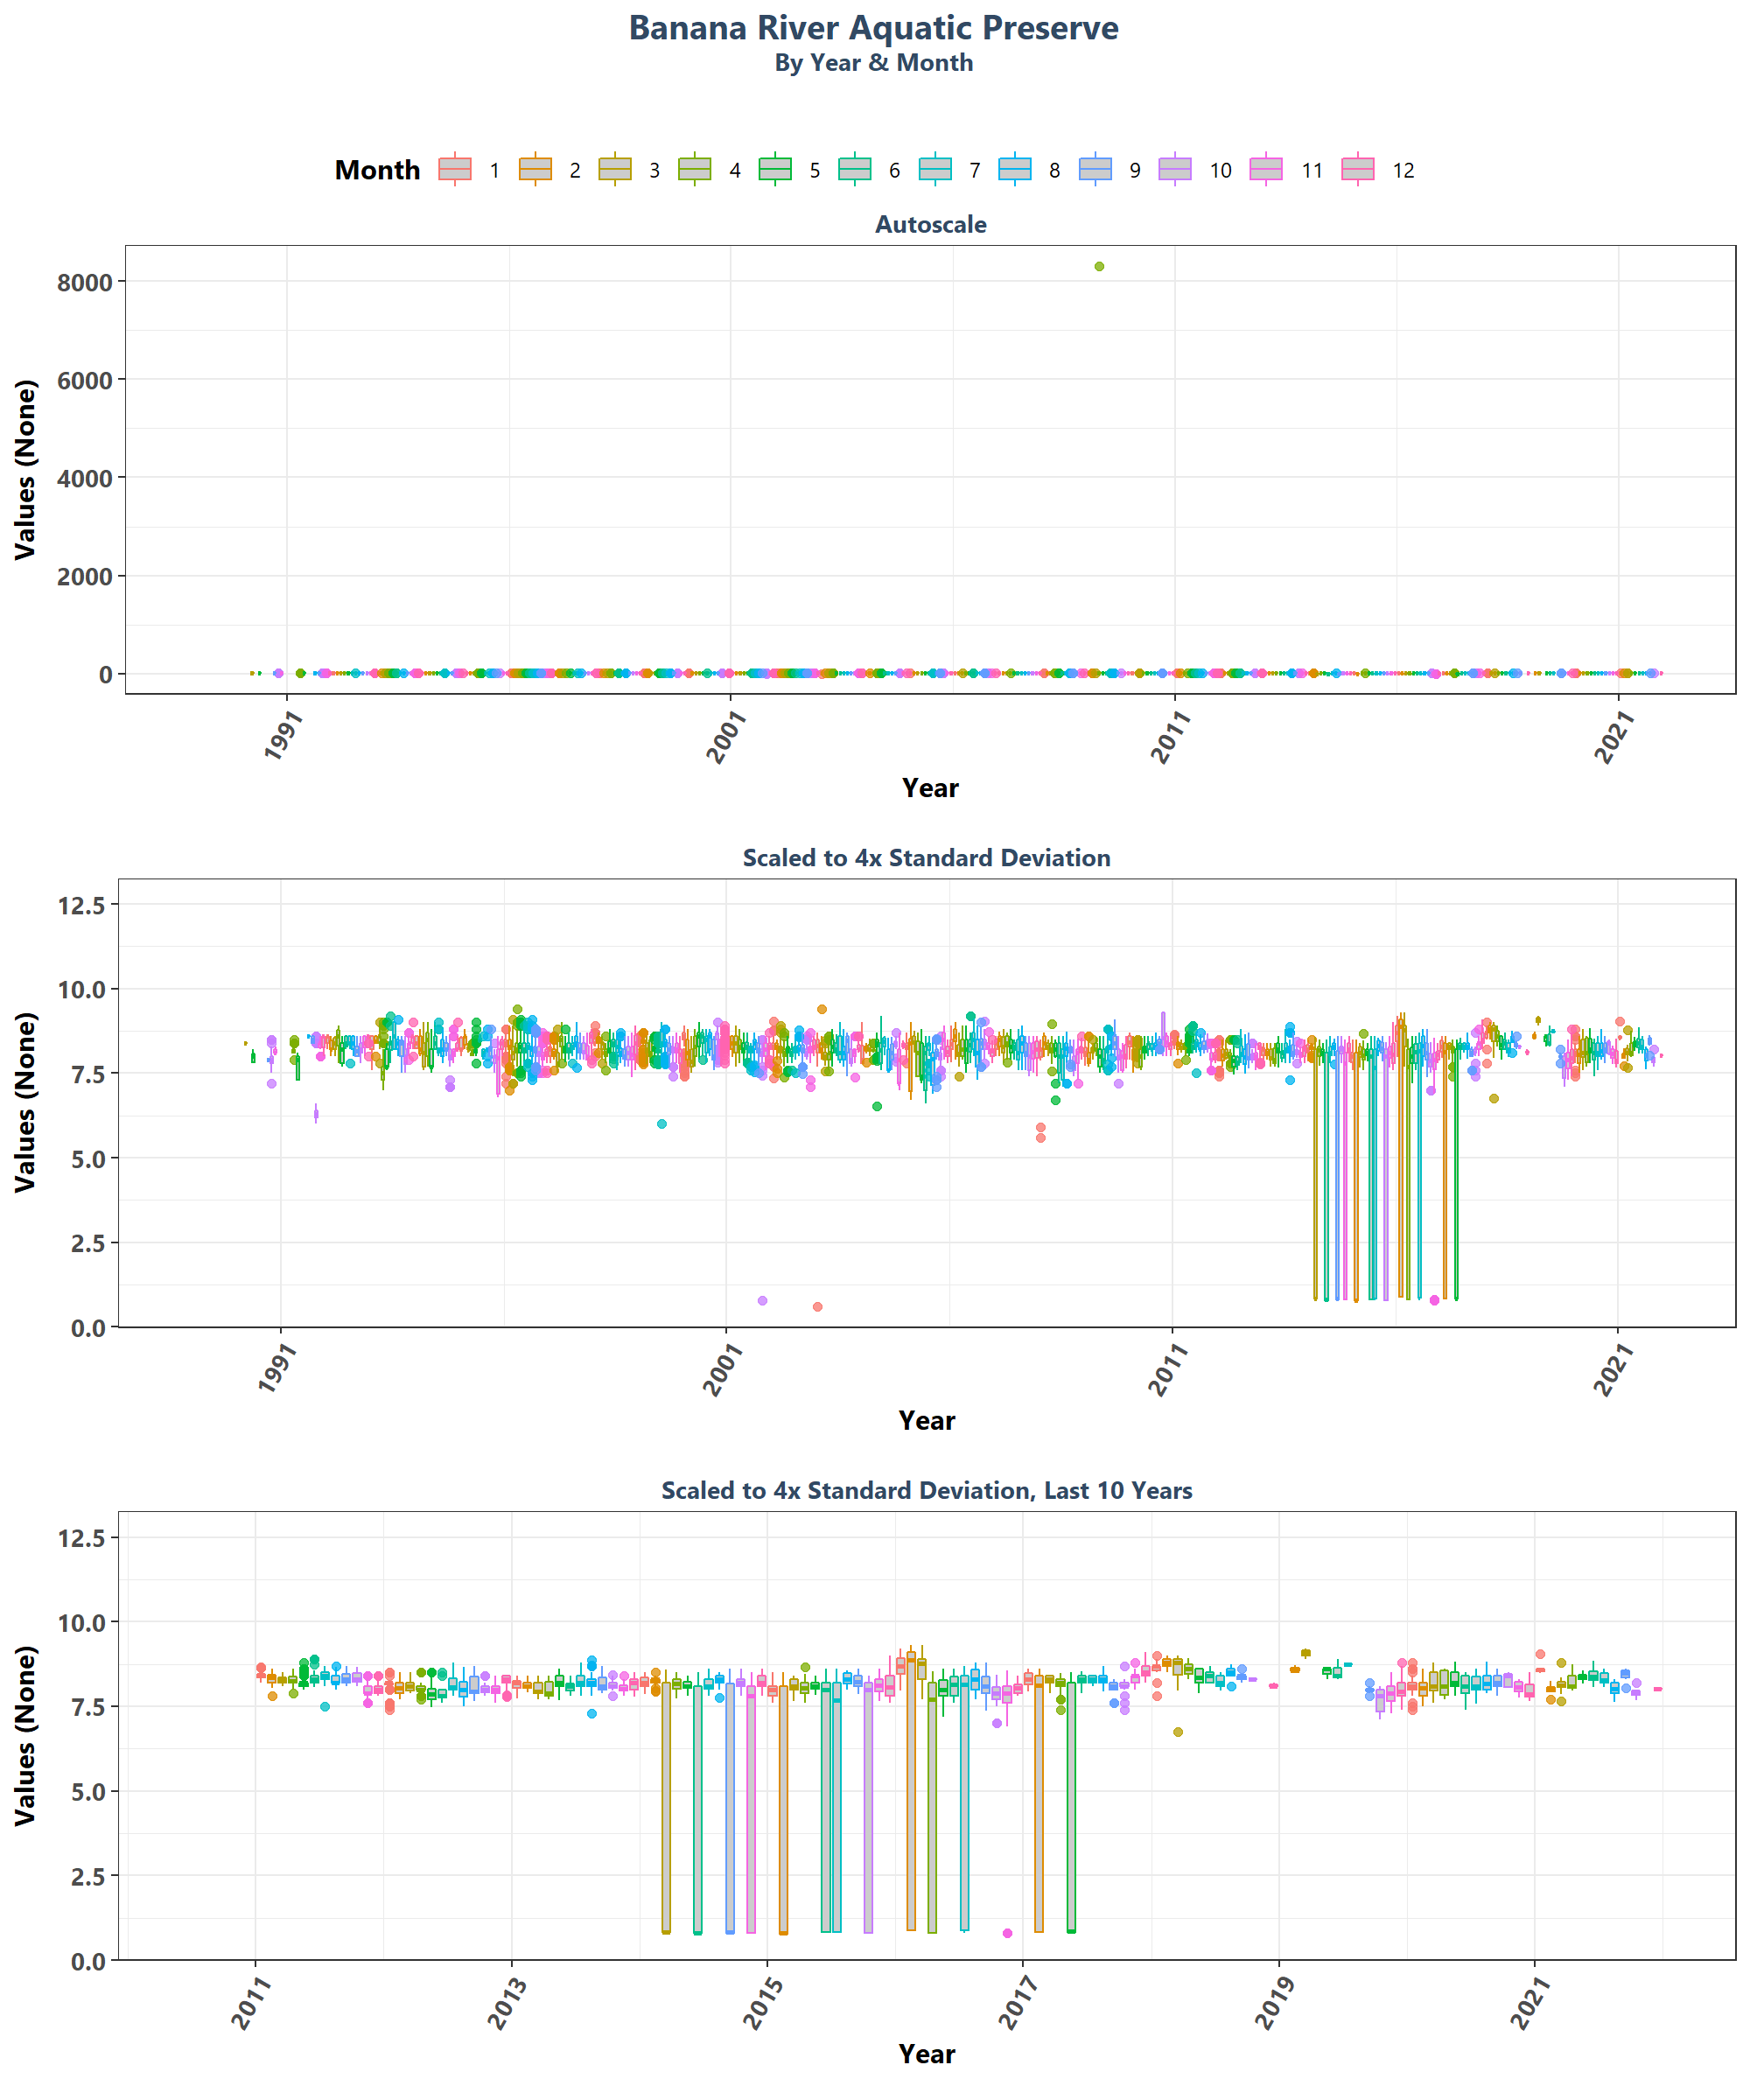 Banana River Aquatic Preserve
By Year & Month
Month 1 2 3 4 5 6 7 8 9 10 11 12
Autoscale
Values (None)
8000
6000
4000
2000
0
1991 2001 2011 2021
Year
Scaled to 4x Standard Deviation
Values (None)
12.5
10.0
7.5
5.0
2.5
0.0
1991 2001 2011 2021
Year
Scaled to 4x Standard Deviation, Last 10 Years
Values (None)
12.5
10.0
7.5
5.0
2.5
0.0
2011 2013 2015 2017 2019 2021
Year